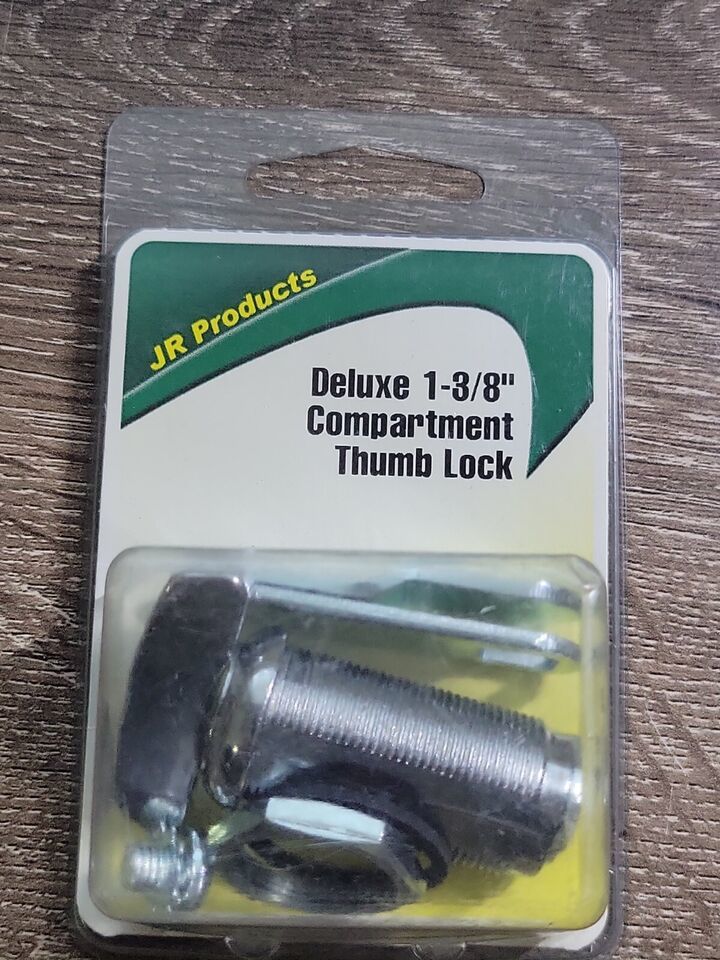 JR Products
Deluxe 1-3/8"
Compartment
Thumb Lock